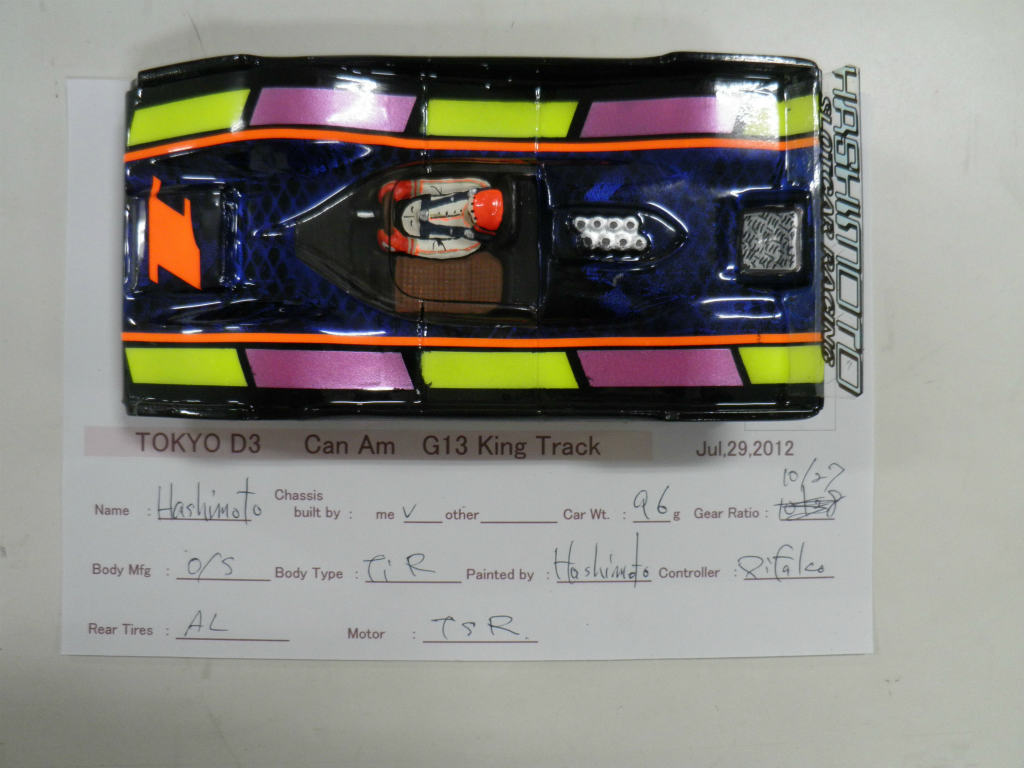 1
HASHIMOTO
SLOTCAR RACING
TOKYO D3 Can Am G13 King Track Jul,29,2012
10/27
Name : Hashimoto Chassis built by : me V other Car Wt. : 96 g Gear Ratio :
Body Mfg : O/S Body Type : Ti R Painted by : Hashimoto Controller : Difalco
Rear Tires : AL Motor : TSR.